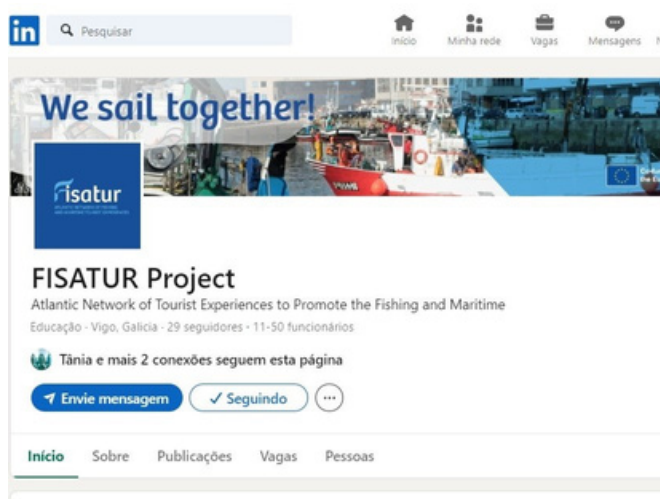 in Pesquisar
Início Minha rede Vagas Mensagens
We sail together!
Fisatur
FISATUR Project
Atlantic Network of Tourist Experiences to Promote the Fishing and Maritime
Educação · Vigo, Galicia · 29 seguidores · 11-50 funcionários
Tânia e mais 2 conexões seguem esta página
Envie mensagem Seguindo
Início Sobre Publicações Vagas Pessoas